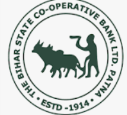 THE BIHAR STATE CO-OPERATIVE BANK LTD. PATNA
• ESTD -1914 •